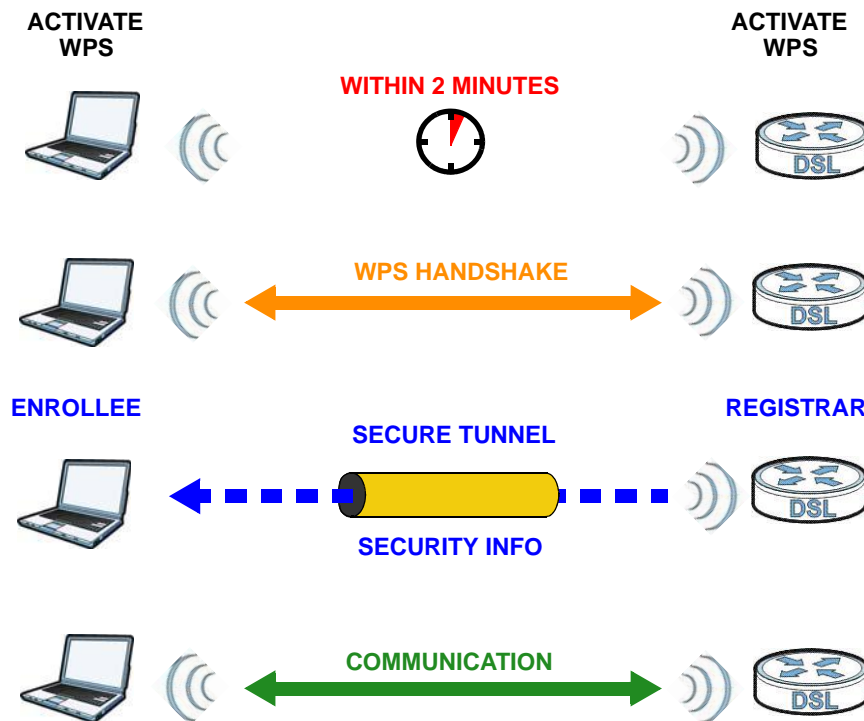 ACTIVATE
WPS
ACTIVATE
WPS
WITHIN 2 MINUTES
DSL
WPS HANDSHAKE
DSL
ENROLLEE
REGISTRAR
SECURE TUNNEL
DSL
SECURITY INFO
COMMUNICATION
DSL